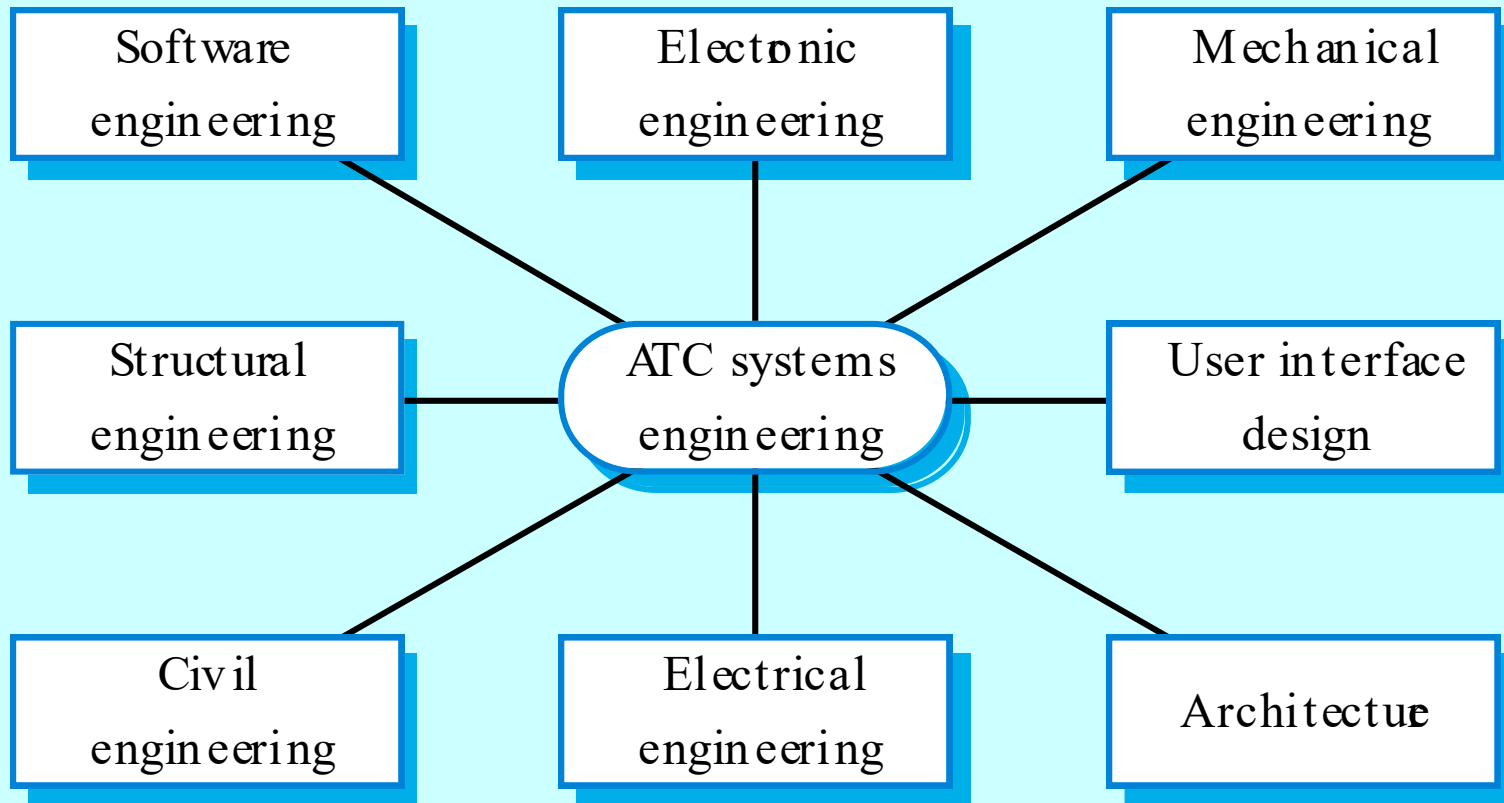 Software
engineering
Electronic
engineering
Mechanical
engineering
Structural
engineering
ATC systems
engineering
User interface
design
Civil
engineering
Electrical
engineering
Architecture